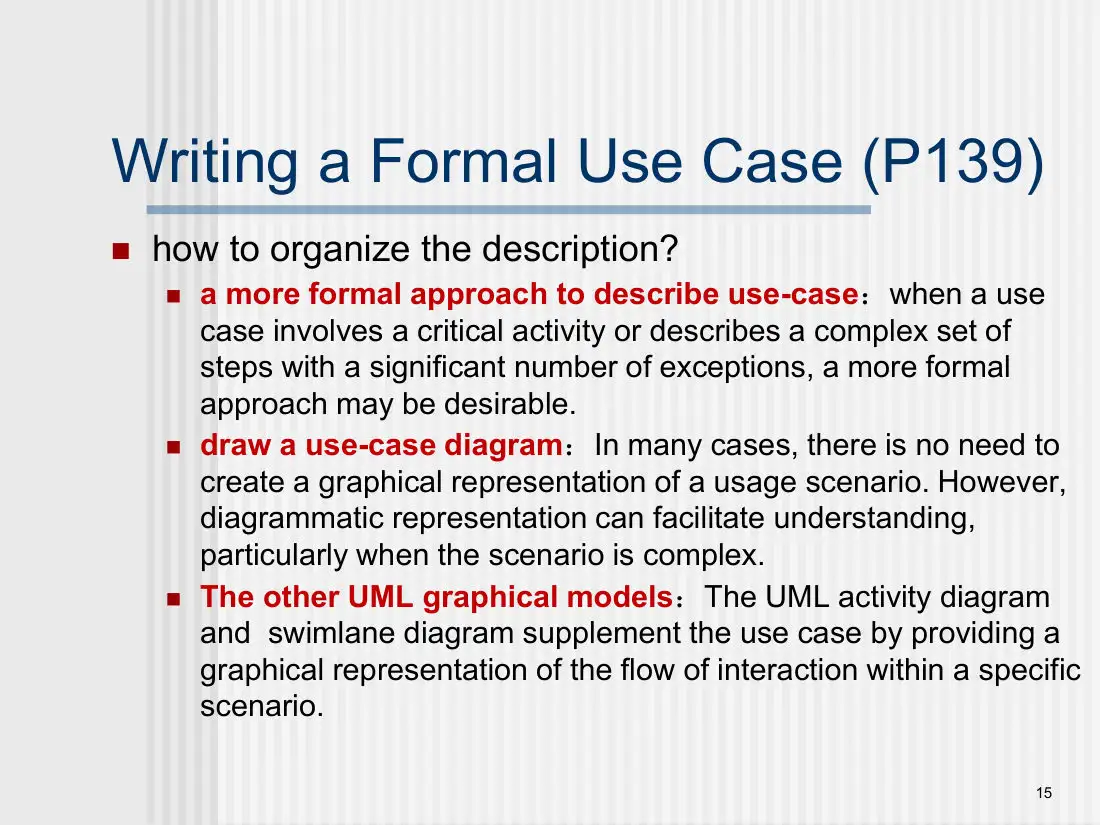 Writing a Formal Use Case (P139)
how to organize the description?
a more formal approach to describe use-case：when a use
case involves a critical activity or describes a complex set of
steps with a significant number of exceptions, a more formal
approach may be desirable.
draw a use-case diagram：In many cases, there is no need to
create a graphical representation of a usage scenario. However,
diagrammatic representation can facilitate understanding,
particularly when the scenario is complex.
The other UML graphical models：The UML activity diagram
and  swimlane diagram supplement the use case by providing a
graphical representation of the flow of interaction within a specific
scenario.
15